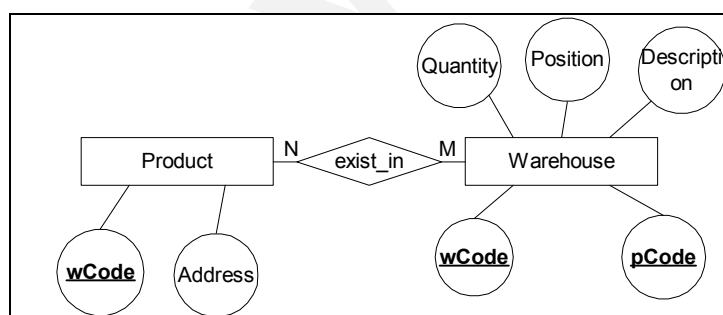 Quantity
Position
Descripti
on
Product
N
exist_in
M
Warehouse
wCode
Address
wCode
pCode